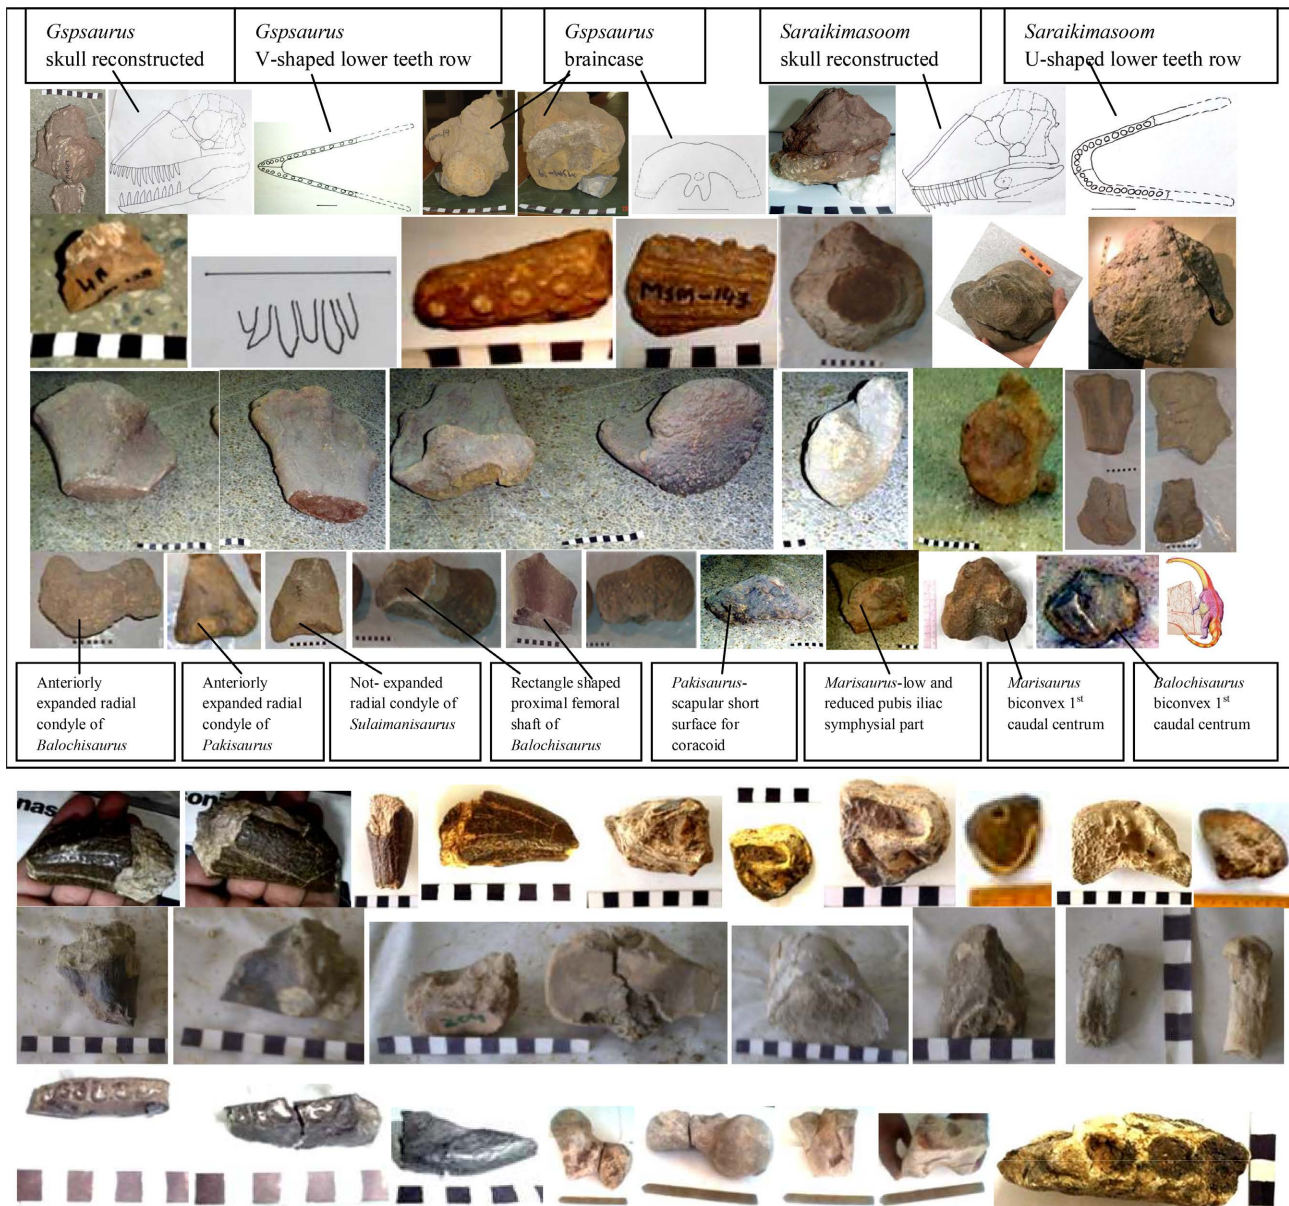 Gspsaurus
skull reconstructed
Gspsaurus
V-shaped lower teeth row
Gspsaurus
braincase
Saraikimasoom
skull reconstructed
Saraikimasoom
U-shaped lower teeth row
MSM-143
Anteriorly
expanded radial
condyle of
Balochisaurus
Anteriorly
expanded radial
condyle of
Pakisaurus
Not- expanded
radial condyle of
Sulaimanisaurus
Rectangle shaped
proximal femoral
shaft of
Balochisaurus
Pakisaurus-
scapular short
surface for
coracoid
Marisaurus-low and
reduced pubis iliac
symphysial part
Marisaurus
biconvex 1st
caudal centrum
Balochisaurus
biconvex 1st
caudal centrum